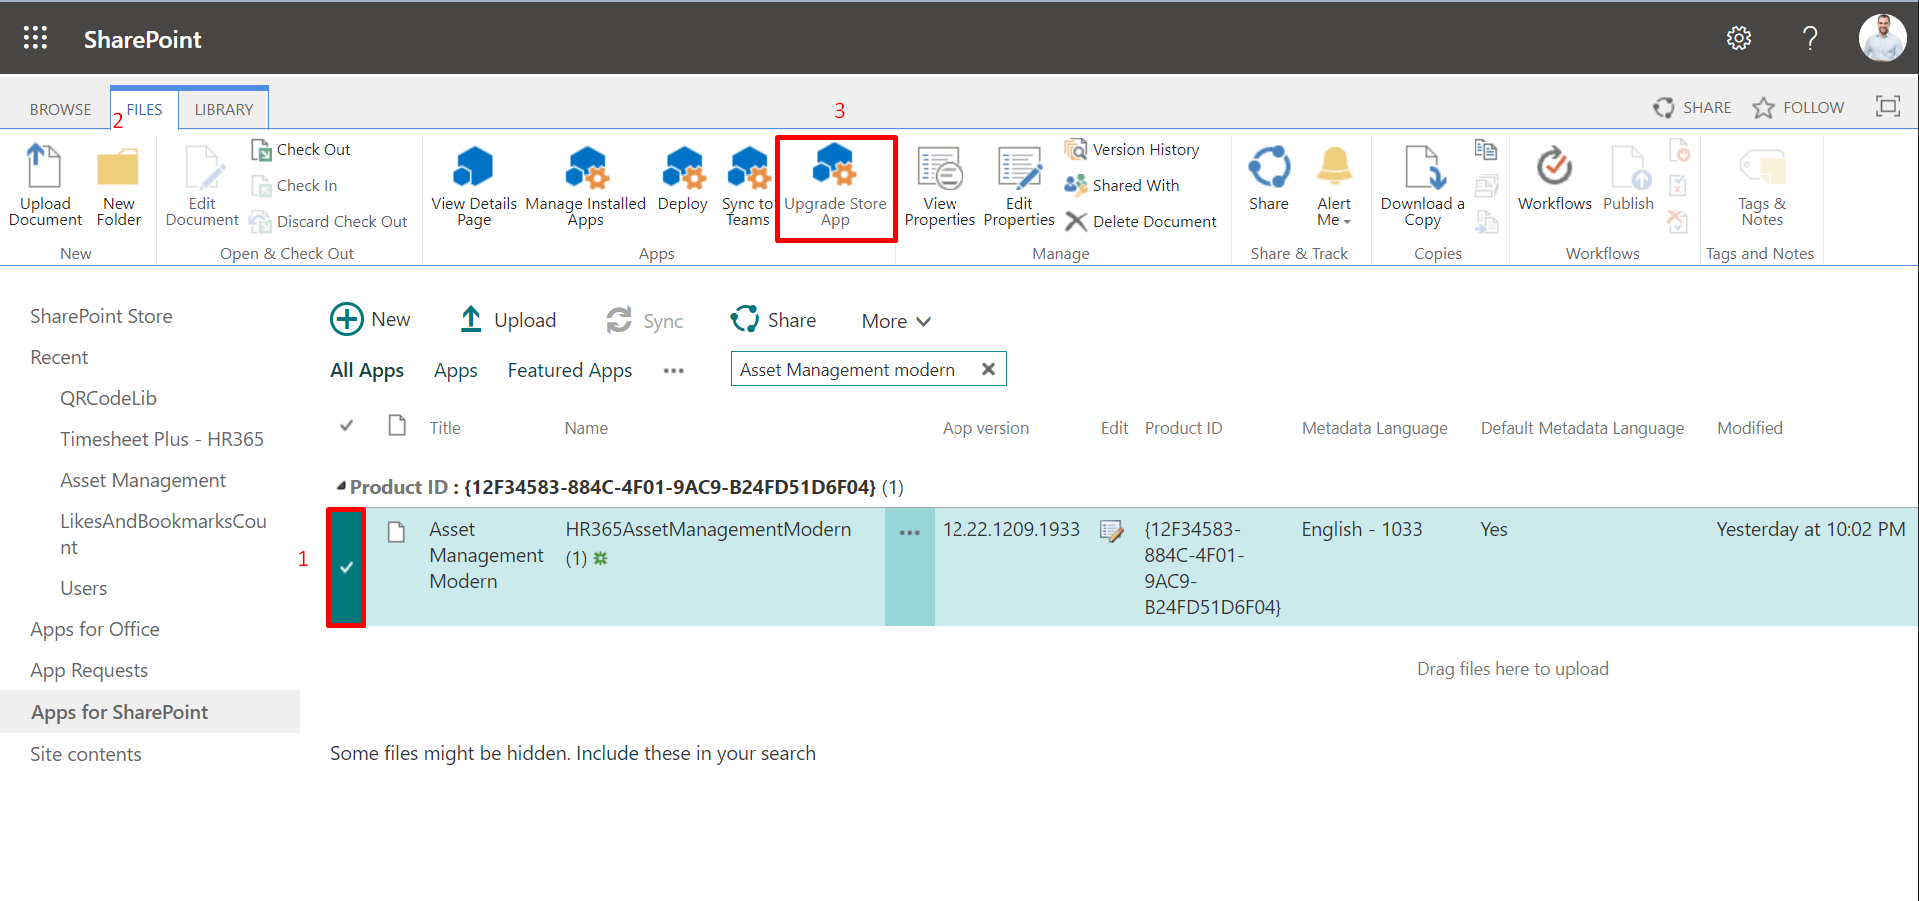 SharePoint
BROWSE
FILES
LIBRARY
2
3
SHARE
FOLLOW
Upload Document
New Folder
New
Edit Document
Check Out
Check In
Discard Check Out
Open & Check Out
View Details Page
Manage Installed Apps
Deploy
Sync to Teams
Upgrade Store App
Apps
View Properties
Edit Properties
Version History
Shared With
Delete Document
Manage
Share
Alert Me
Share & Track
Download a Copy
Copies
Workflows
Publish
Workflows
Tags & Notes
Tags and Notes
SharePoint Store
Recent
QRCodeLib
Timesheet Plus - HR365
Asset Management
LikesAndBookmarksCou
nt
Users
Apps for Office
App Requests
Apps for SharePoint
Site contents
New
Upload
Sync
Share
More
All Apps
Apps
Featured Apps
Asset Management modern
Title
Name
App version
Edit
Product ID
Metadata Language
Default Metadata Language
Modified
Product ID : {12F34583-884C-4F01-9AC9-B24FD51D6F04} (1)
1
Asset
Management
Modern
HR365AssetManagementModern
(1)
12.22.1209.1933
{12F34583-
884C-4F01-
9AC9-
B24FD51D6F04}
English - 1033
Yes
Yesterday at 10:02 PM
Drag files here to upload
Some files might be hidden. Include these in your search